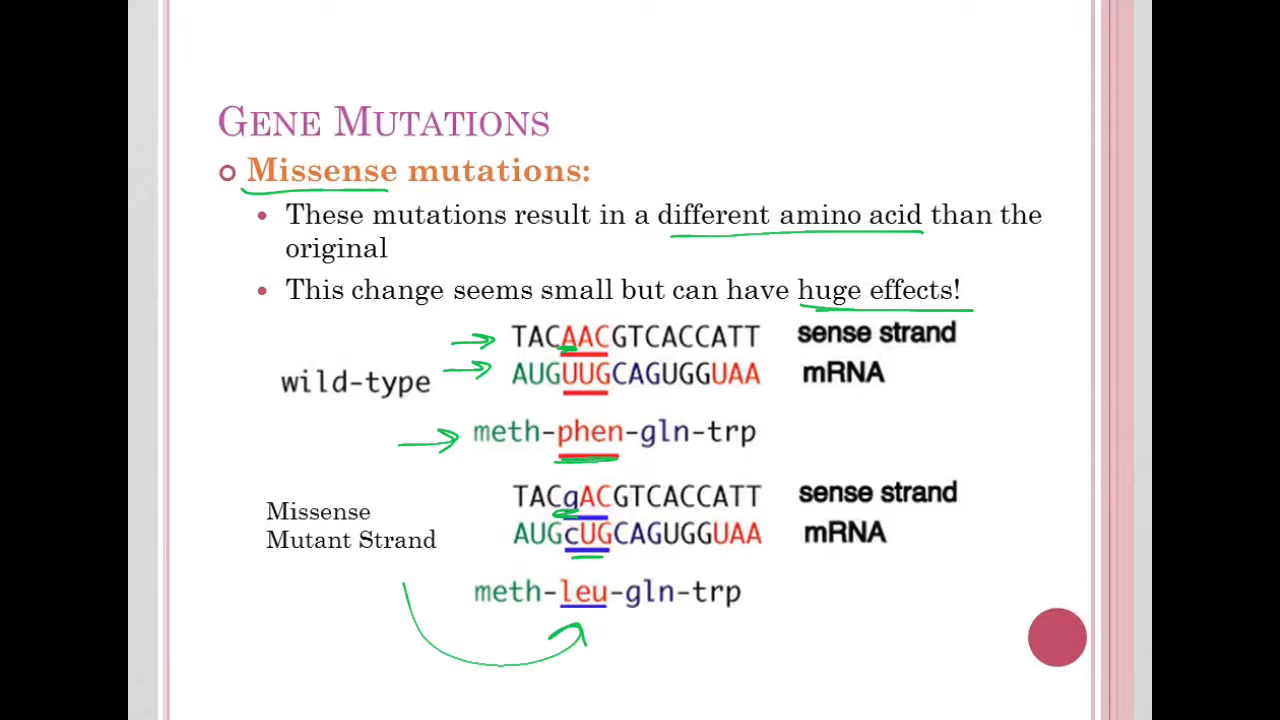 GENE MUTATIONS
Missense mutations:
These mutations result in a different amino acid than the
original
This change seems small but can have huge effects!
TACAACGTCACCATT sense strand
wild-type AUGUUGCAGUGGUAA mRNA
meth-phen-gln-trp
TACgACGTCACCATT sense strand
Missense
Mutant Strand AUGcUGCAGUGGUAA mRNA
meth-leu-gln-trp